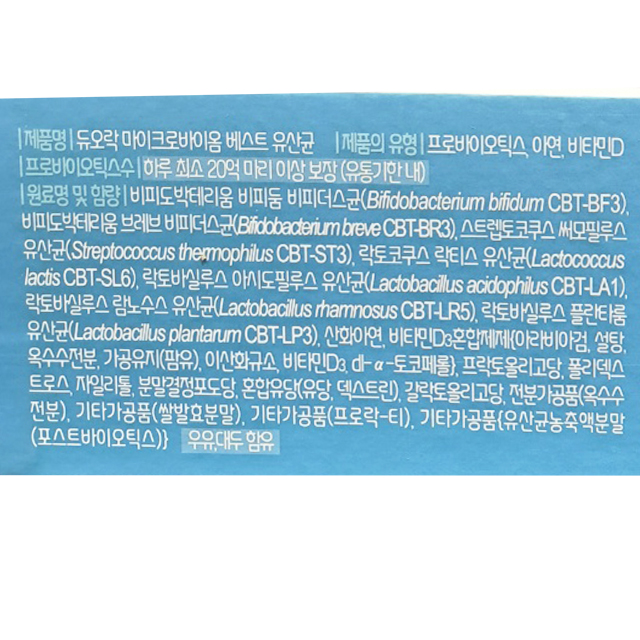 |제품명| 듀오락 마이크로바이옴 베스트 유산균 |제품의 유형| 프로바이오틱스, 아연, 비타민D
|프로바이오틱스수| 하루 최소 20억 마리 이상 보장 (유통기한 내)
|원료명 및 함량| 비피도박테리움 비피둠 비피더스균(Bifidobacterium bifidum CBT-BF3),
비피도박테리움 브레브 비피더스균(Bifidobacterium breve CBT-BR3), 스트렙토코쿠스 써모필루스
유산균(Streptococcus thermophilus CBT-ST3), 락토코쿠스 락티스 유산균(Lactococcus
lactis CBT-SL6), 락토바실루스 아시도필루스 유산균(Lactobacillus acidophilus CBT-LA1),
락토바실루스 람노수스 유산균(Lactobacillus rhamnosus CBT-LR5), 락토바실루스 플란타룸
유산균(Lactobacillus plantarum CBT-LP3), 산화아연, 비타민D3혼합제제{아라비아검, 설탕,
옥수수전분, 가공유지(팜유), 이산화규소, 비타민D3, dl-α-토코페롤}, 프락토올리고당, 폴리덱스
트로스, 자일리톨, 분말결정포도당, 혼합유당(유당, 덱스트린), 갈락토올리고당, 전분가공품(옥수수
전분), 기타가공품(쌀발효분말), 기타가공품(프로락-티), 기타가공품{유산균농축액분말
(포스트바이오틱스)} 우유,대두 함유